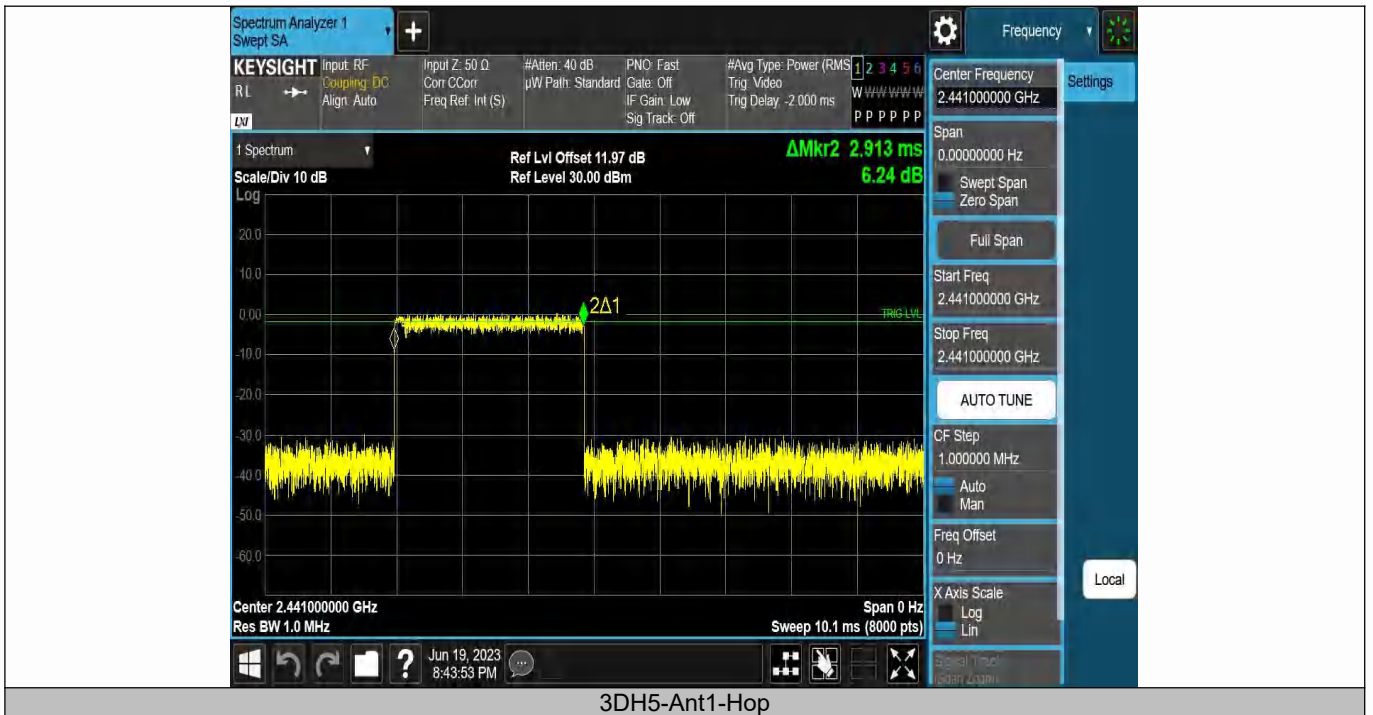 Spectrum Analyzer 1
Swept SA
+
Frequency
KEYSIGHT
R L
LXI
Input: RF
Coupling: DC
Align: Auto
Input Z: 50 Ω
Corr CCorr
Freq Ref: Int (S)
#Atten: 40 dB
µW Path: Standard
PNO: Fast
Gate: Off
IF Gain: Low
Sig Track: Off
#Avg Type: Power (RMS
Trig: Video
Trig Delay: -2.000 ms
1 2 3 4 5 6
W W W W W W
P P P P P P
1 Spectrum
Scale/Div 10 dB
Log
Ref Lvl Offset 11.97 dB
Ref Level 30.00 dBm
ΔMkr2 2.913 ms
6.24 dB
20.0
10.0
0.00
-10.0
-20.0
-30.0
-40.0
-50.0
-60.0
2Δ1
TRIG LVL
Center 2.441000000 GHz
Res BW 1.0 MHz
Span 0 Hz
Sweep 10.1 ms (8000 pts)
Center Frequency
2.441000000 GHz
Settings
Span
0.00000000 Hz
Swept Span
Zero Span
Full Span
Start Freq
2.441000000 GHz
Stop Freq
2.441000000 GHz
AUTO TUNE
CF Step
1.000000 MHz
Auto
Man
Freq Offset
0 Hz
X Axis Scale
Log
Lin
Signal Track
(Span Zoom)
Local
?
Jun 19, 2023
8:43:53 PM
3DH5-Ant1-Hop